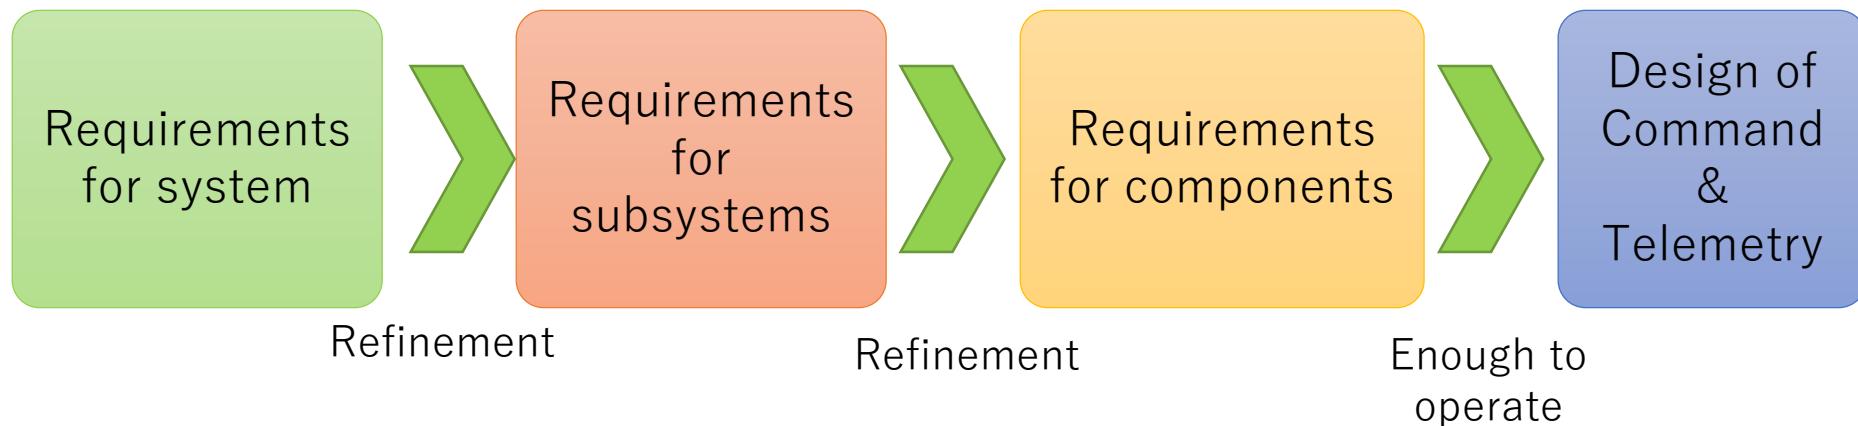 Requirements
for system
Requirements
for
subsystems
Requirements
for components
Design of
Command
&
Telemetry
Refinement
Refinement
Enough to
operate